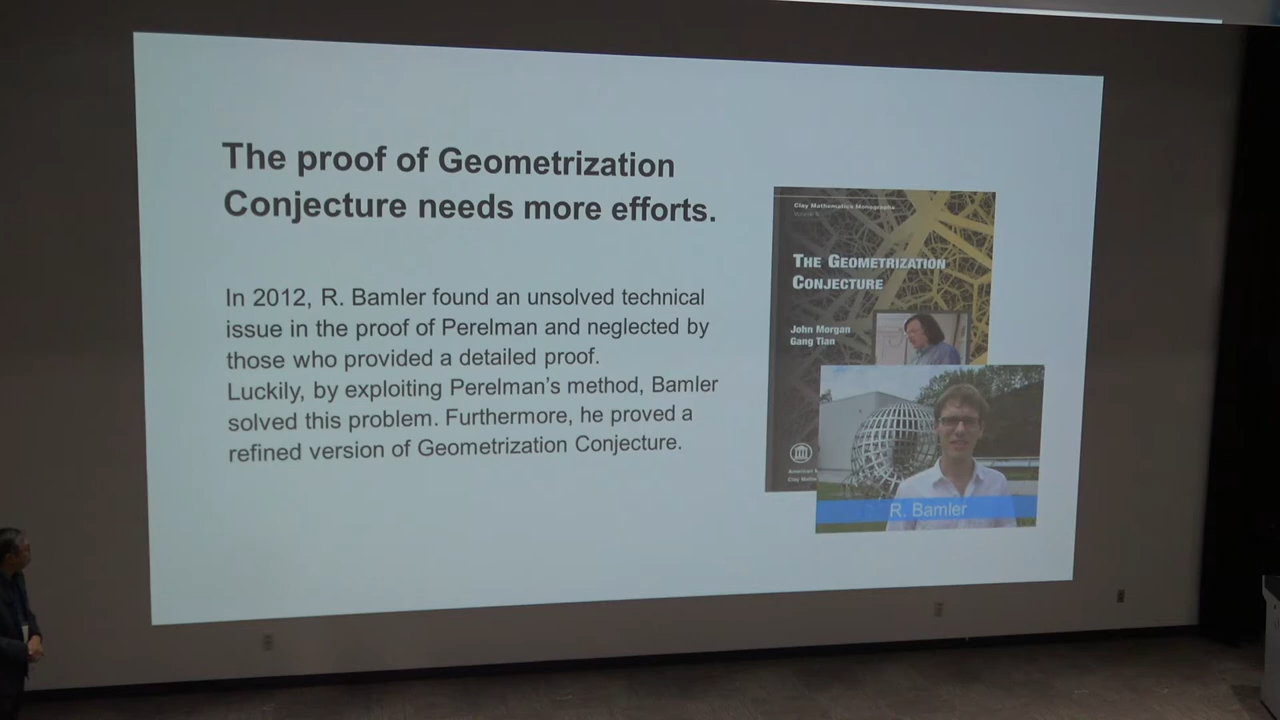 The proof of Geometrization
Conjecture needs more efforts.
In 2012, R. Bamler found an unsolved technical
issue in the proof of Perelman and neglected by
those who provided a detailed proof.
Luckily, by exploiting Perelman's method, Bamler
solved this problem. Furthermore, he proved a
refined version of Geometrization Conjecture.
Clay Mathematics Monographs
Volume
THE GEOMETRIZATION
CONJECTURE
John Morgan
Gang Tian
American
Clay
R. Bamler